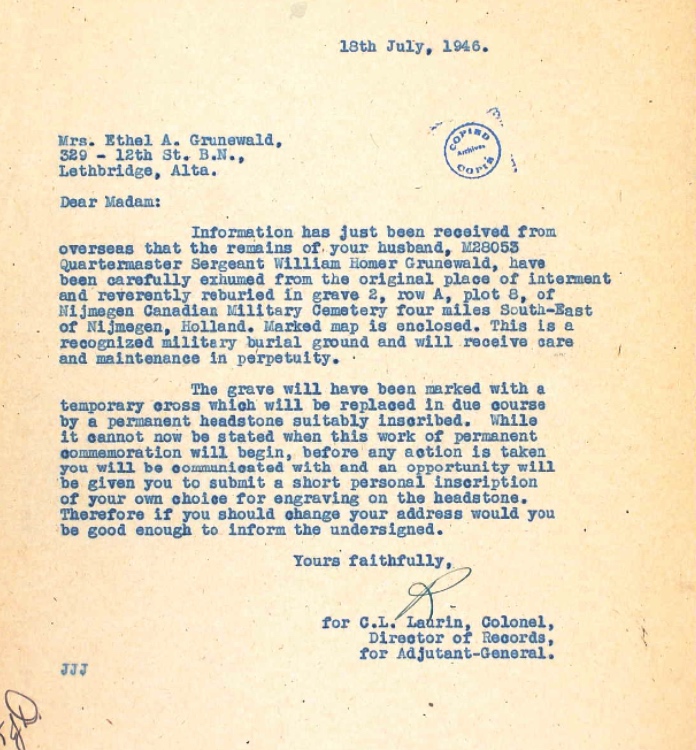 18th July, 1946.
COPIED
Archives
COPIÉ
Mrs. Ethel A. Grunewald,
329 - 12th St. B.N.,
Lethbridge, Alta.
Dear Madam:
Information has just been received from
overseas that the remains of your husband, M28053
Quartermaster Sergeant William Homer Grunewald, have
been carefully exhumed from the original place of interment
and reverently reburied in grave 2, row A, plot 8, of
Nijmegen Canadian Military Cemetery four miles South-East
of Nijmegen, Holland. Marked map is enclosed. This is a
recognized military burial ground and will receive care
and maintenance in perpetuity.
The grave will have been marked with a
temporary cross which will be replaced in due course
by a permanent headstone suitably inscribed. While
it cannot now be stated when this work of permanent
commemoration will begin, before any action is taken
you will be communicated with and an opportunity will
be given you to submit a short personal inscription
of your own choice for engraving on the headstone.
Therefore if you should change your address would you
be good enough to inform the undersigned.
Yours faithfully,
for C.L. Laurin, Colonel,
Director of Records,
for Adjutant-General.
JJJ